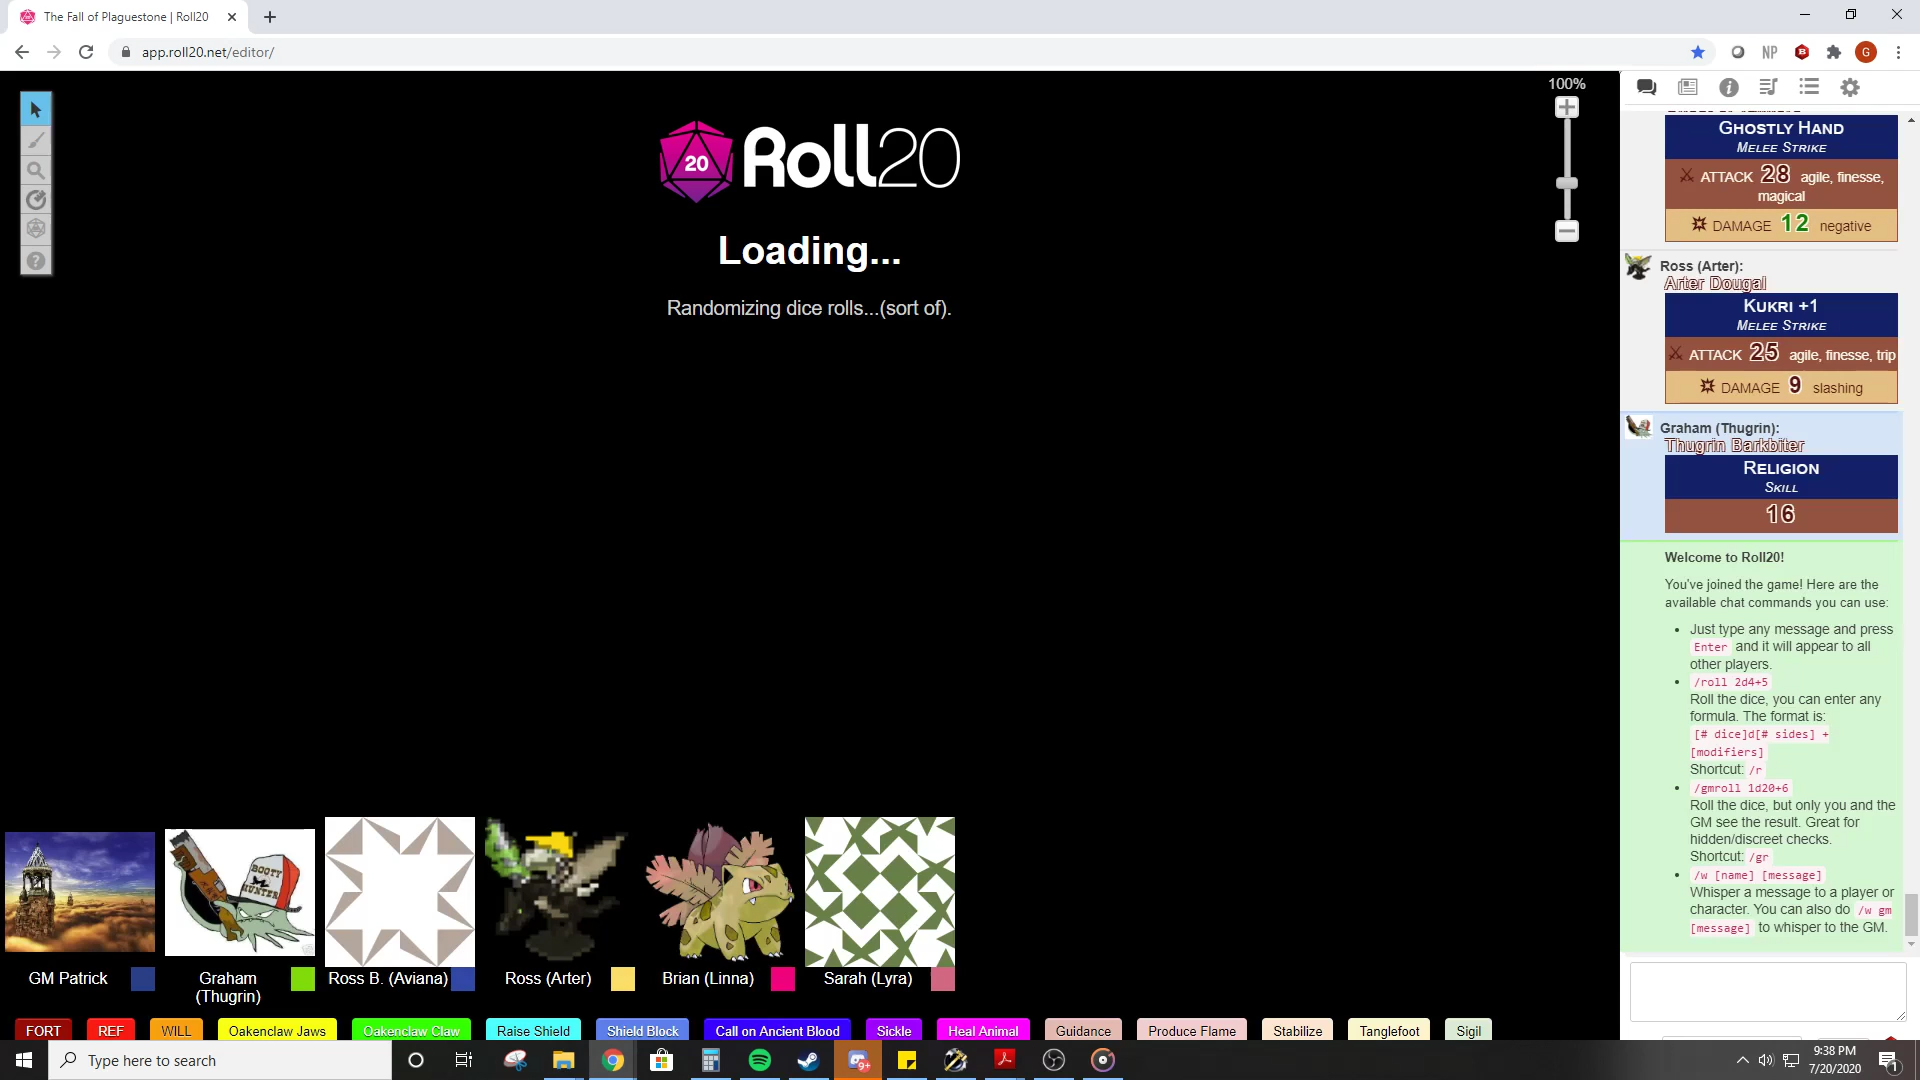 The Fall of Plaguestone | Roll20
app.roll20.net/editor/
NP
G
100%
20
Roll20
Loading...
Randomizing dice rolls...(sort of).
Ghostly Hand
Melee Strike
ATTACK 28 agile, finesse,
magical
DAMAGE 12 negative
Ross (Arter):
Arter Dougal
Kukri +1
Melee Strike
ATTACK 25 agile, finesse, trip
DAMAGE 9 slashing
Graham (Thugrin):
Thugrin Barkbiter
Religion
Skill
16
Welcome to Roll20!
You've joined the game! Here are the
available chat commands you can use:
• Just type any message and press
Enter and it will appear to all
other players.
• /roll 2d4+5
Roll the dice, you can enter any
formula. The format is:
[# dice]d[# sides] +
[modifiers]
Shortcut: /r
• /gmroll 1d20+6
Roll the dice, but only you and the
GM see the result. Great for
hidden/discreet checks.
Shortcut: /gr
• /w [name] [message]
Whisper a message to a player or
character. You can also do /w gm
[message] to whisper to the GM.
BOOTY
HUNTER
GM Patrick
Graham
(Thugrin)
Ross B. (Aviana)
Ross (Arter)
Brian (Linna)
Sarah (Lyra)
FORT
REF
WILL
Oakenclaw Jaws
Oakenclaw Claw
Raise Shield
Shield Block
Call on Ancient Blood
Sickle
Heal Animal
Guidance
Produce Flame
Stabilize
Tanglefoot
Sigil
Type here to search
9+
9:38 PM
7/20/2020
1